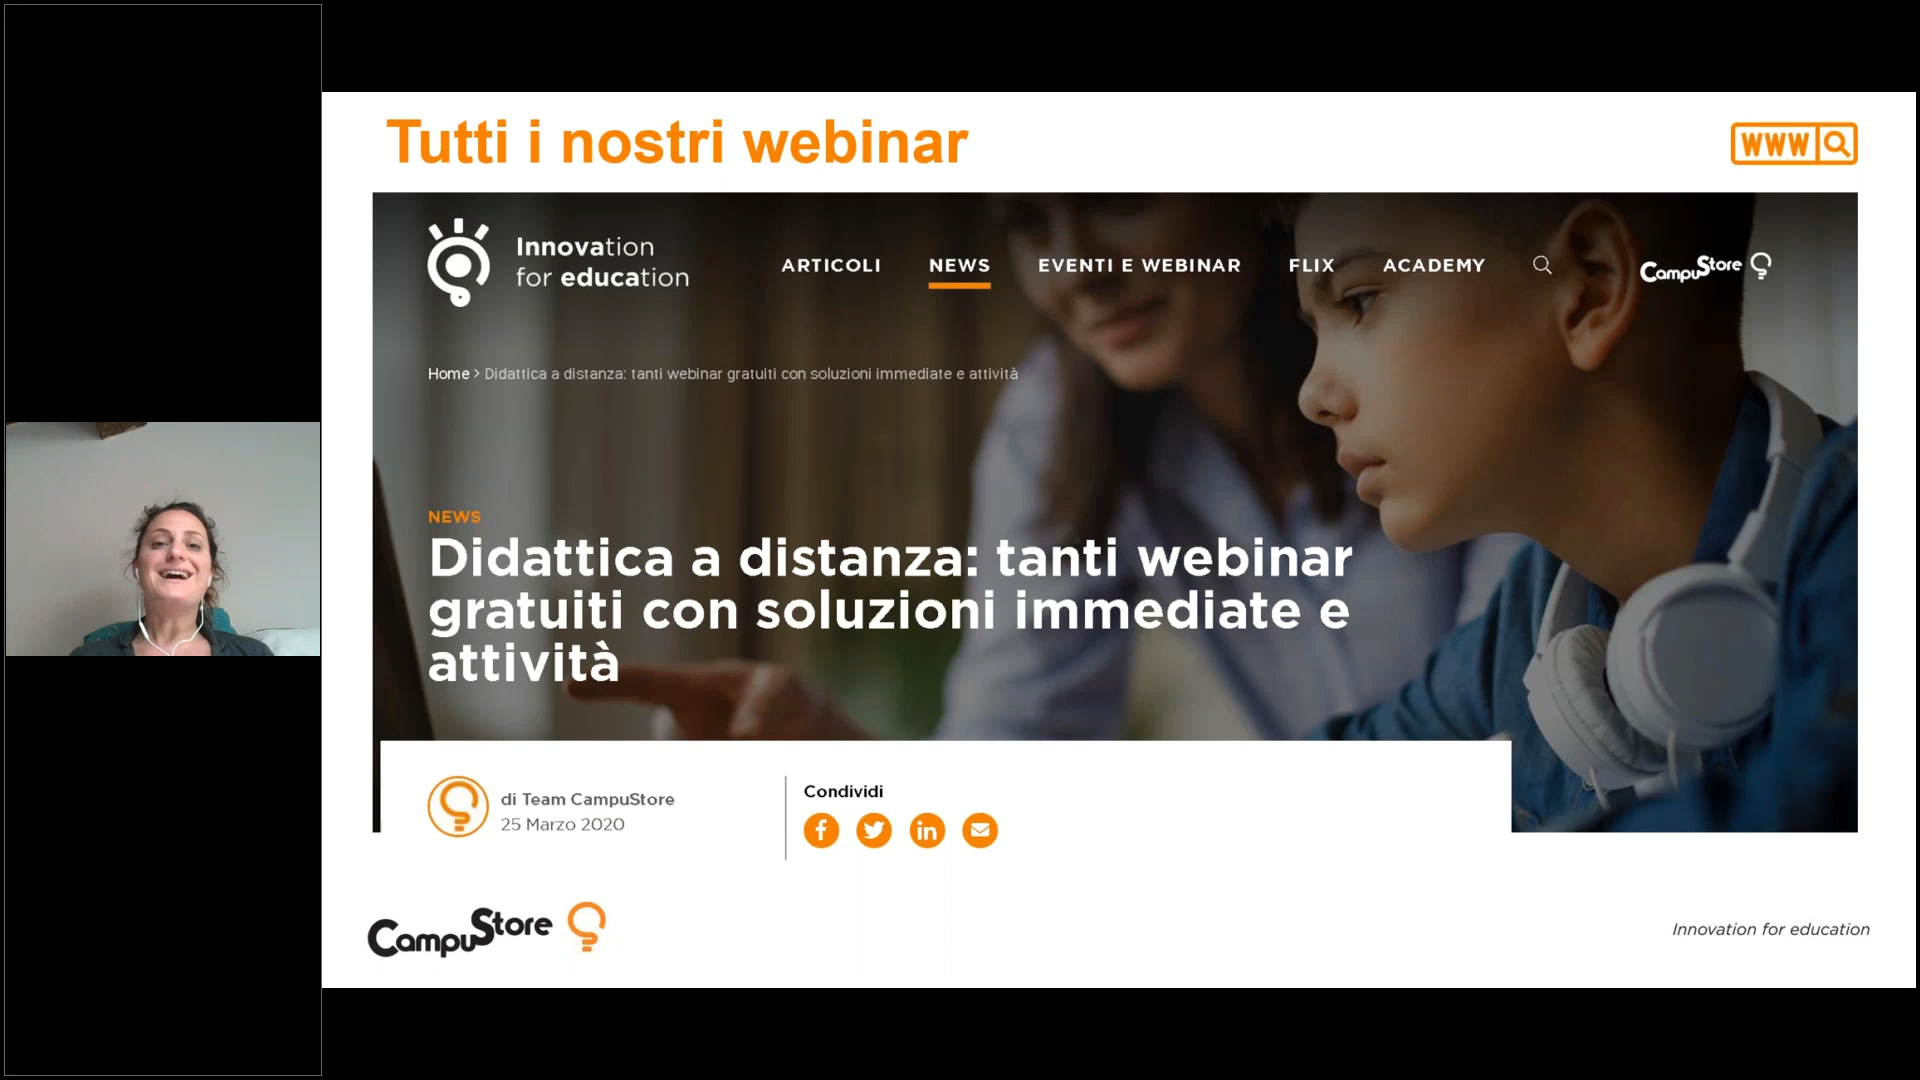 Tutti i nostri webinar
WWW
Innovation
for education
ARTICOLI NEWS EVENTI E WEBINAR FLIX ACADEMY CampuStore
Home > Didattica a distanza: tanti webinar gratuiti con soluzioni immediate e attività
NEWS
Didattica a distanza: tanti webinar
gratuiti con soluzioni immediate e
attività
di Team CampuStore
25 Marzo 2020
Condividi
CampuStore
Innovation for education